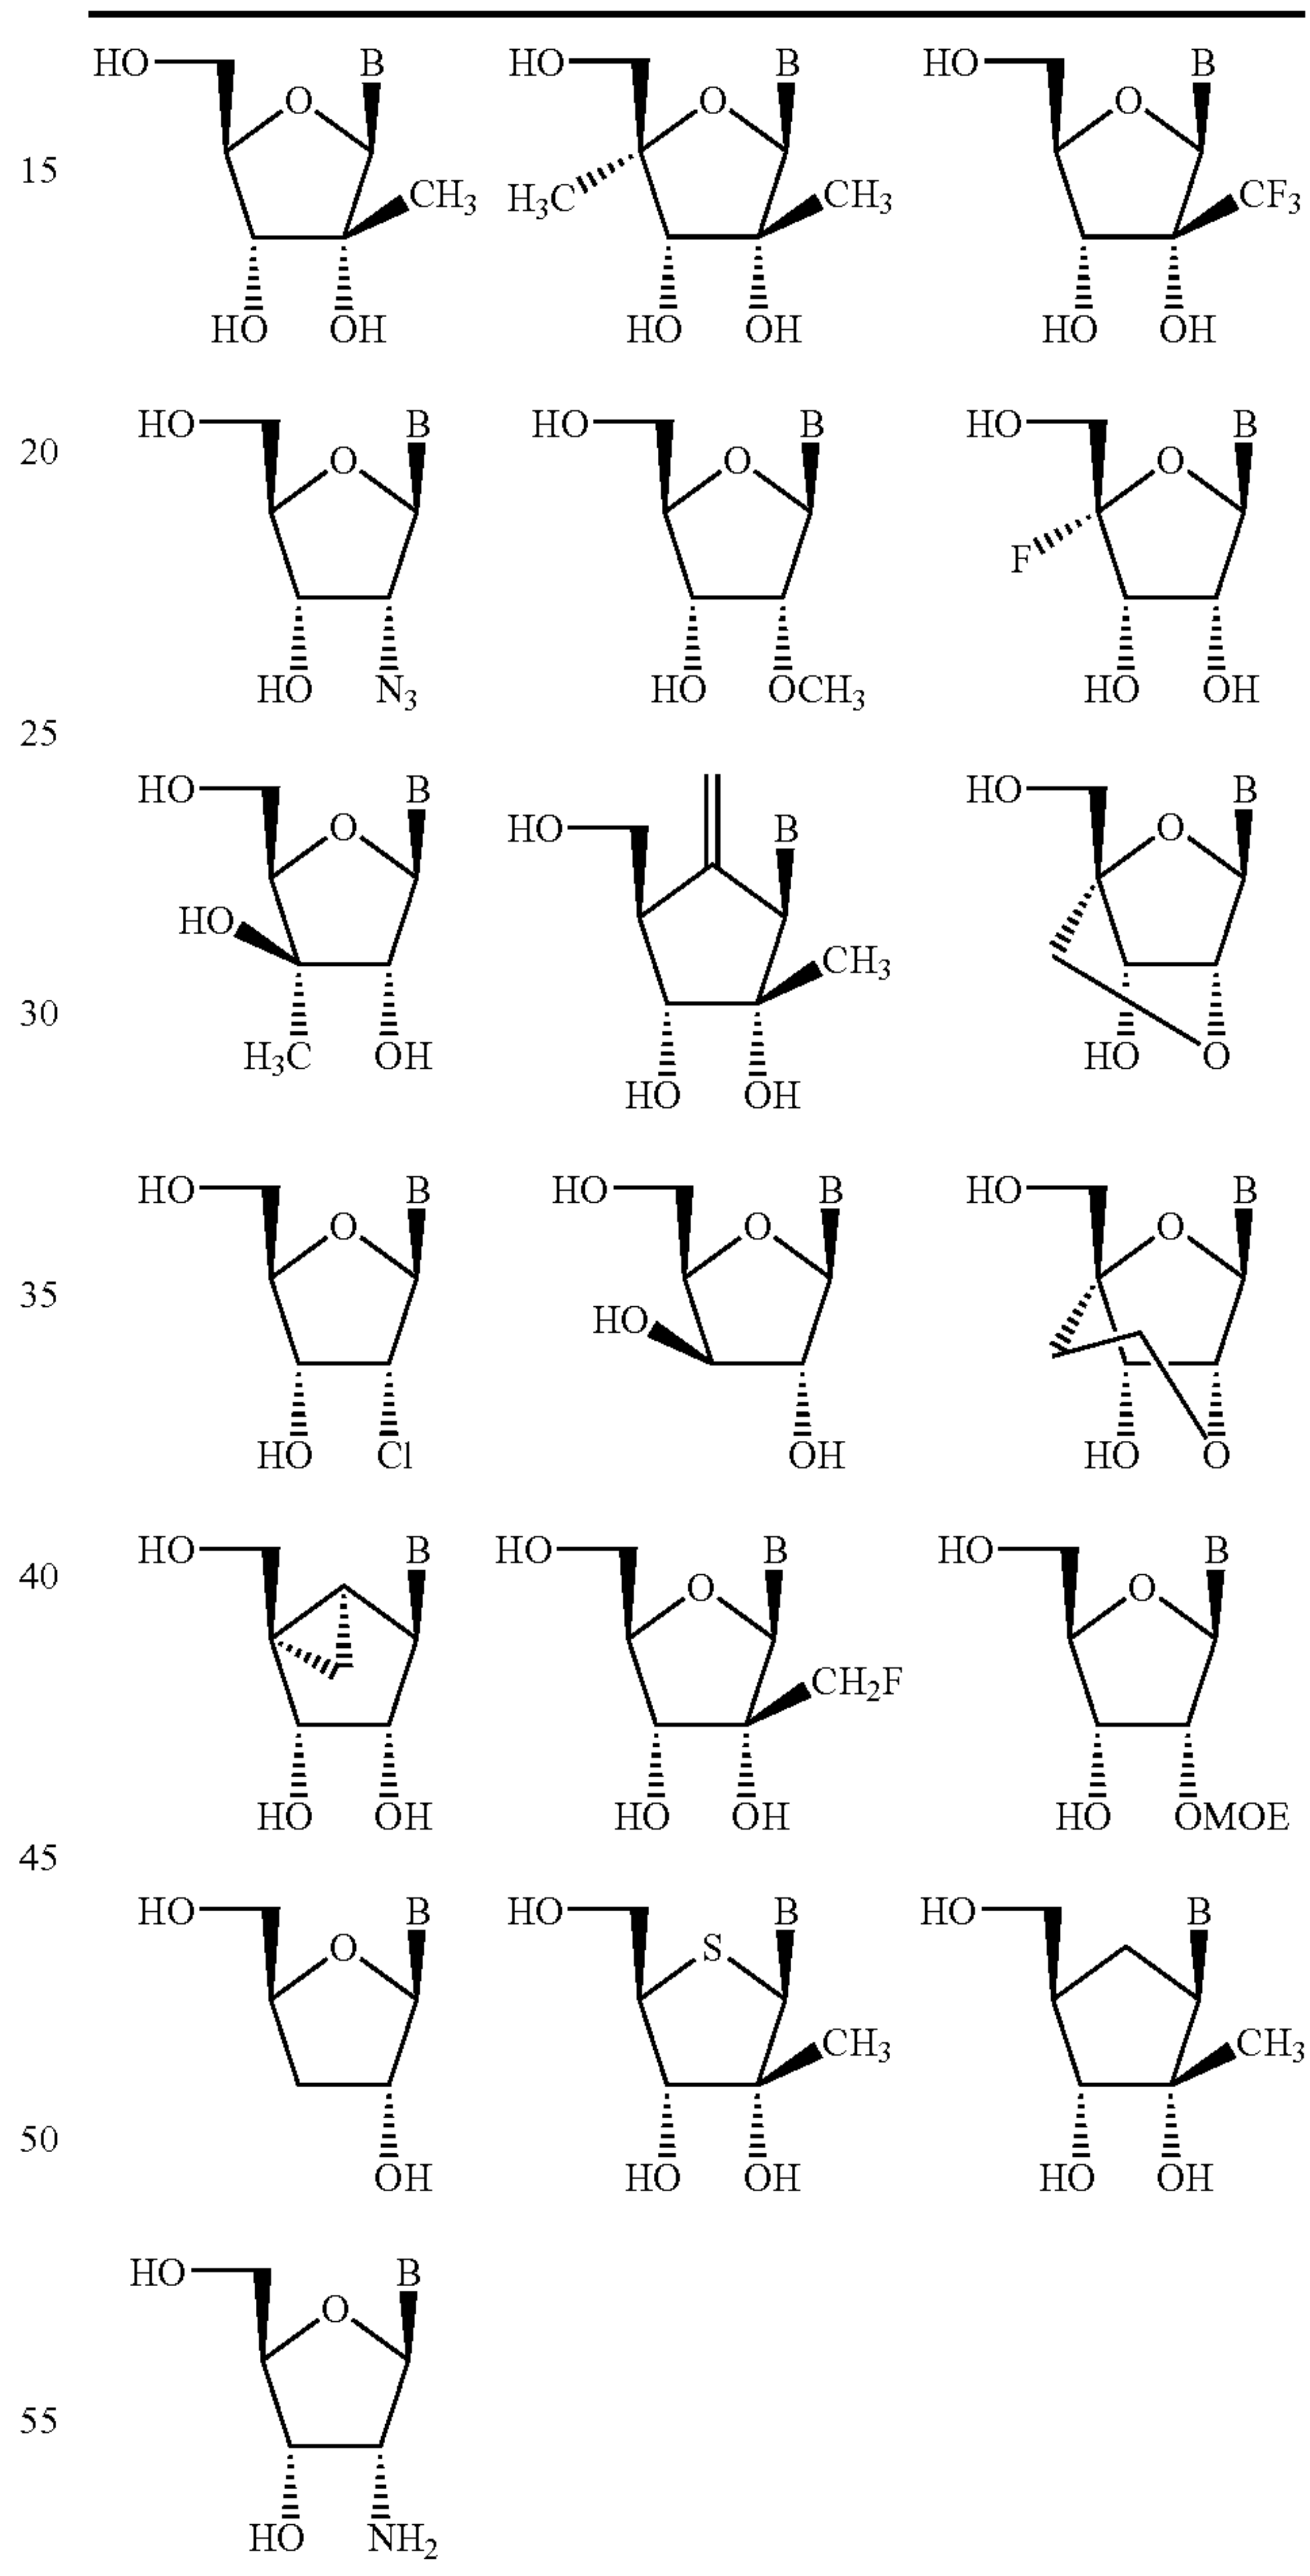 HO B HO B HO B
O O O
15 CH3 H3C CH3 CF3
HO OH HO OH HO OH
HO B HO B HO B
20 O O O
F
HO N3 HO OCH3 HO OH
25
HO B HO B
O HO B O
HO
CH3
30 H3C OH HO O
HO OH
HO B HO B HO B
O O O
35 HO
HO Cl OH HO O
HO B HO B HO B
40 O O
CH2F
HO OH HO OH HO OMOE
45
HO B HO B HO B
O S
CH3 CH3
50
OH HO OH HO OH
HO B
O
55
HO NH2